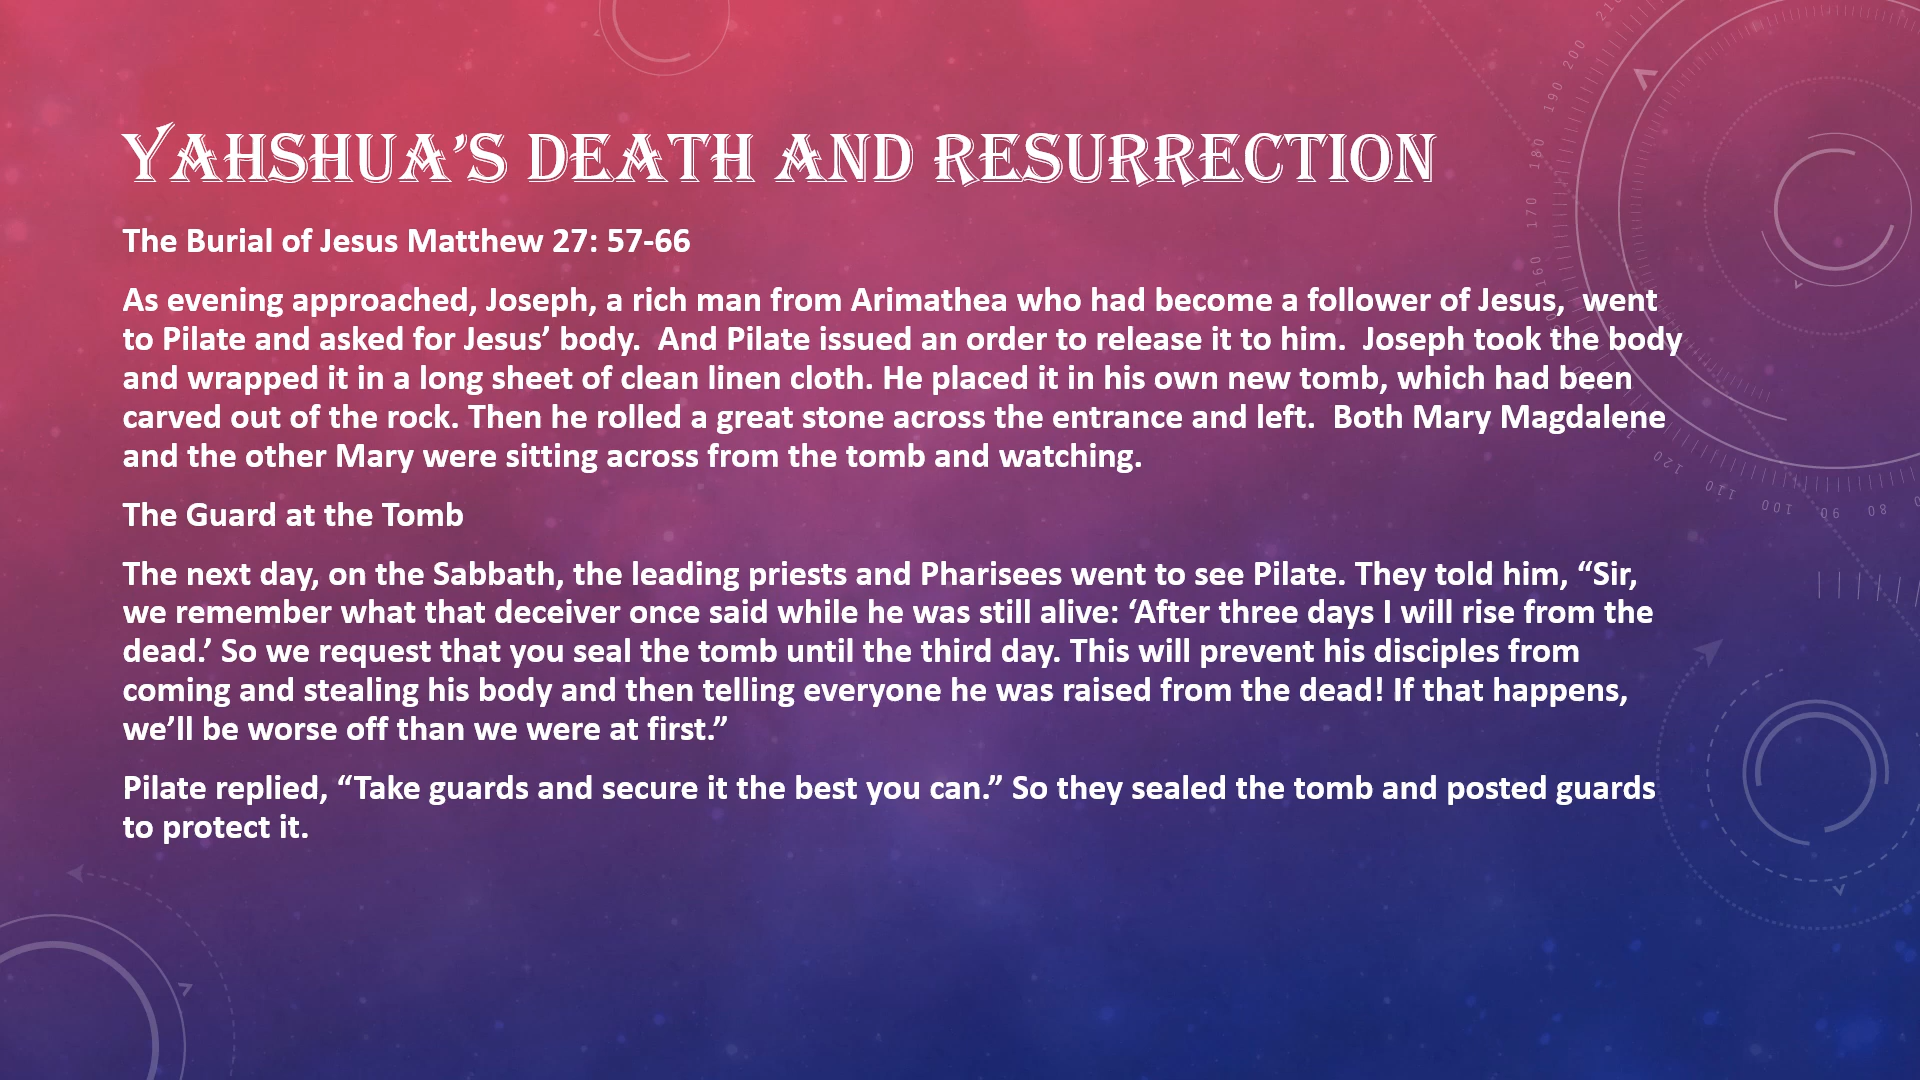 YAHSHUA’S DEATH AND RESURRECTION
The Burial of Jesus Matthew 27: 57-66
As evening approached, Joseph, a rich man from Arimathea who had become a follower of Jesus,  went
to Pilate and asked for Jesus’ body.  And Pilate issued an order to release it to him.  Joseph took the body
and wrapped it in a long sheet of clean linen cloth. He placed it in his own new tomb, which had been
carved out of the rock. Then he rolled a great stone across the entrance and left.  Both Mary Magdalene
and the other Mary were sitting across from the tomb and watching.
The Guard at the Tomb
The next day, on the Sabbath, the leading priests and Pharisees went to see Pilate. They told him, “Sir,
we remember what that deceiver once said while he was still alive: ‘After three days I will rise from the
dead.’ So we request that you seal the tomb until the third day. This will prevent his disciples from
coming and stealing his body and then telling everyone he was raised from the dead! If that happens,
we’ll be worse off than we were at first.”
Pilate replied, “Take guards and secure it the best you can.” So they sealed the tomb and posted guards
to protect it.
210
200
190
180
170
160
120
110
100
90
80